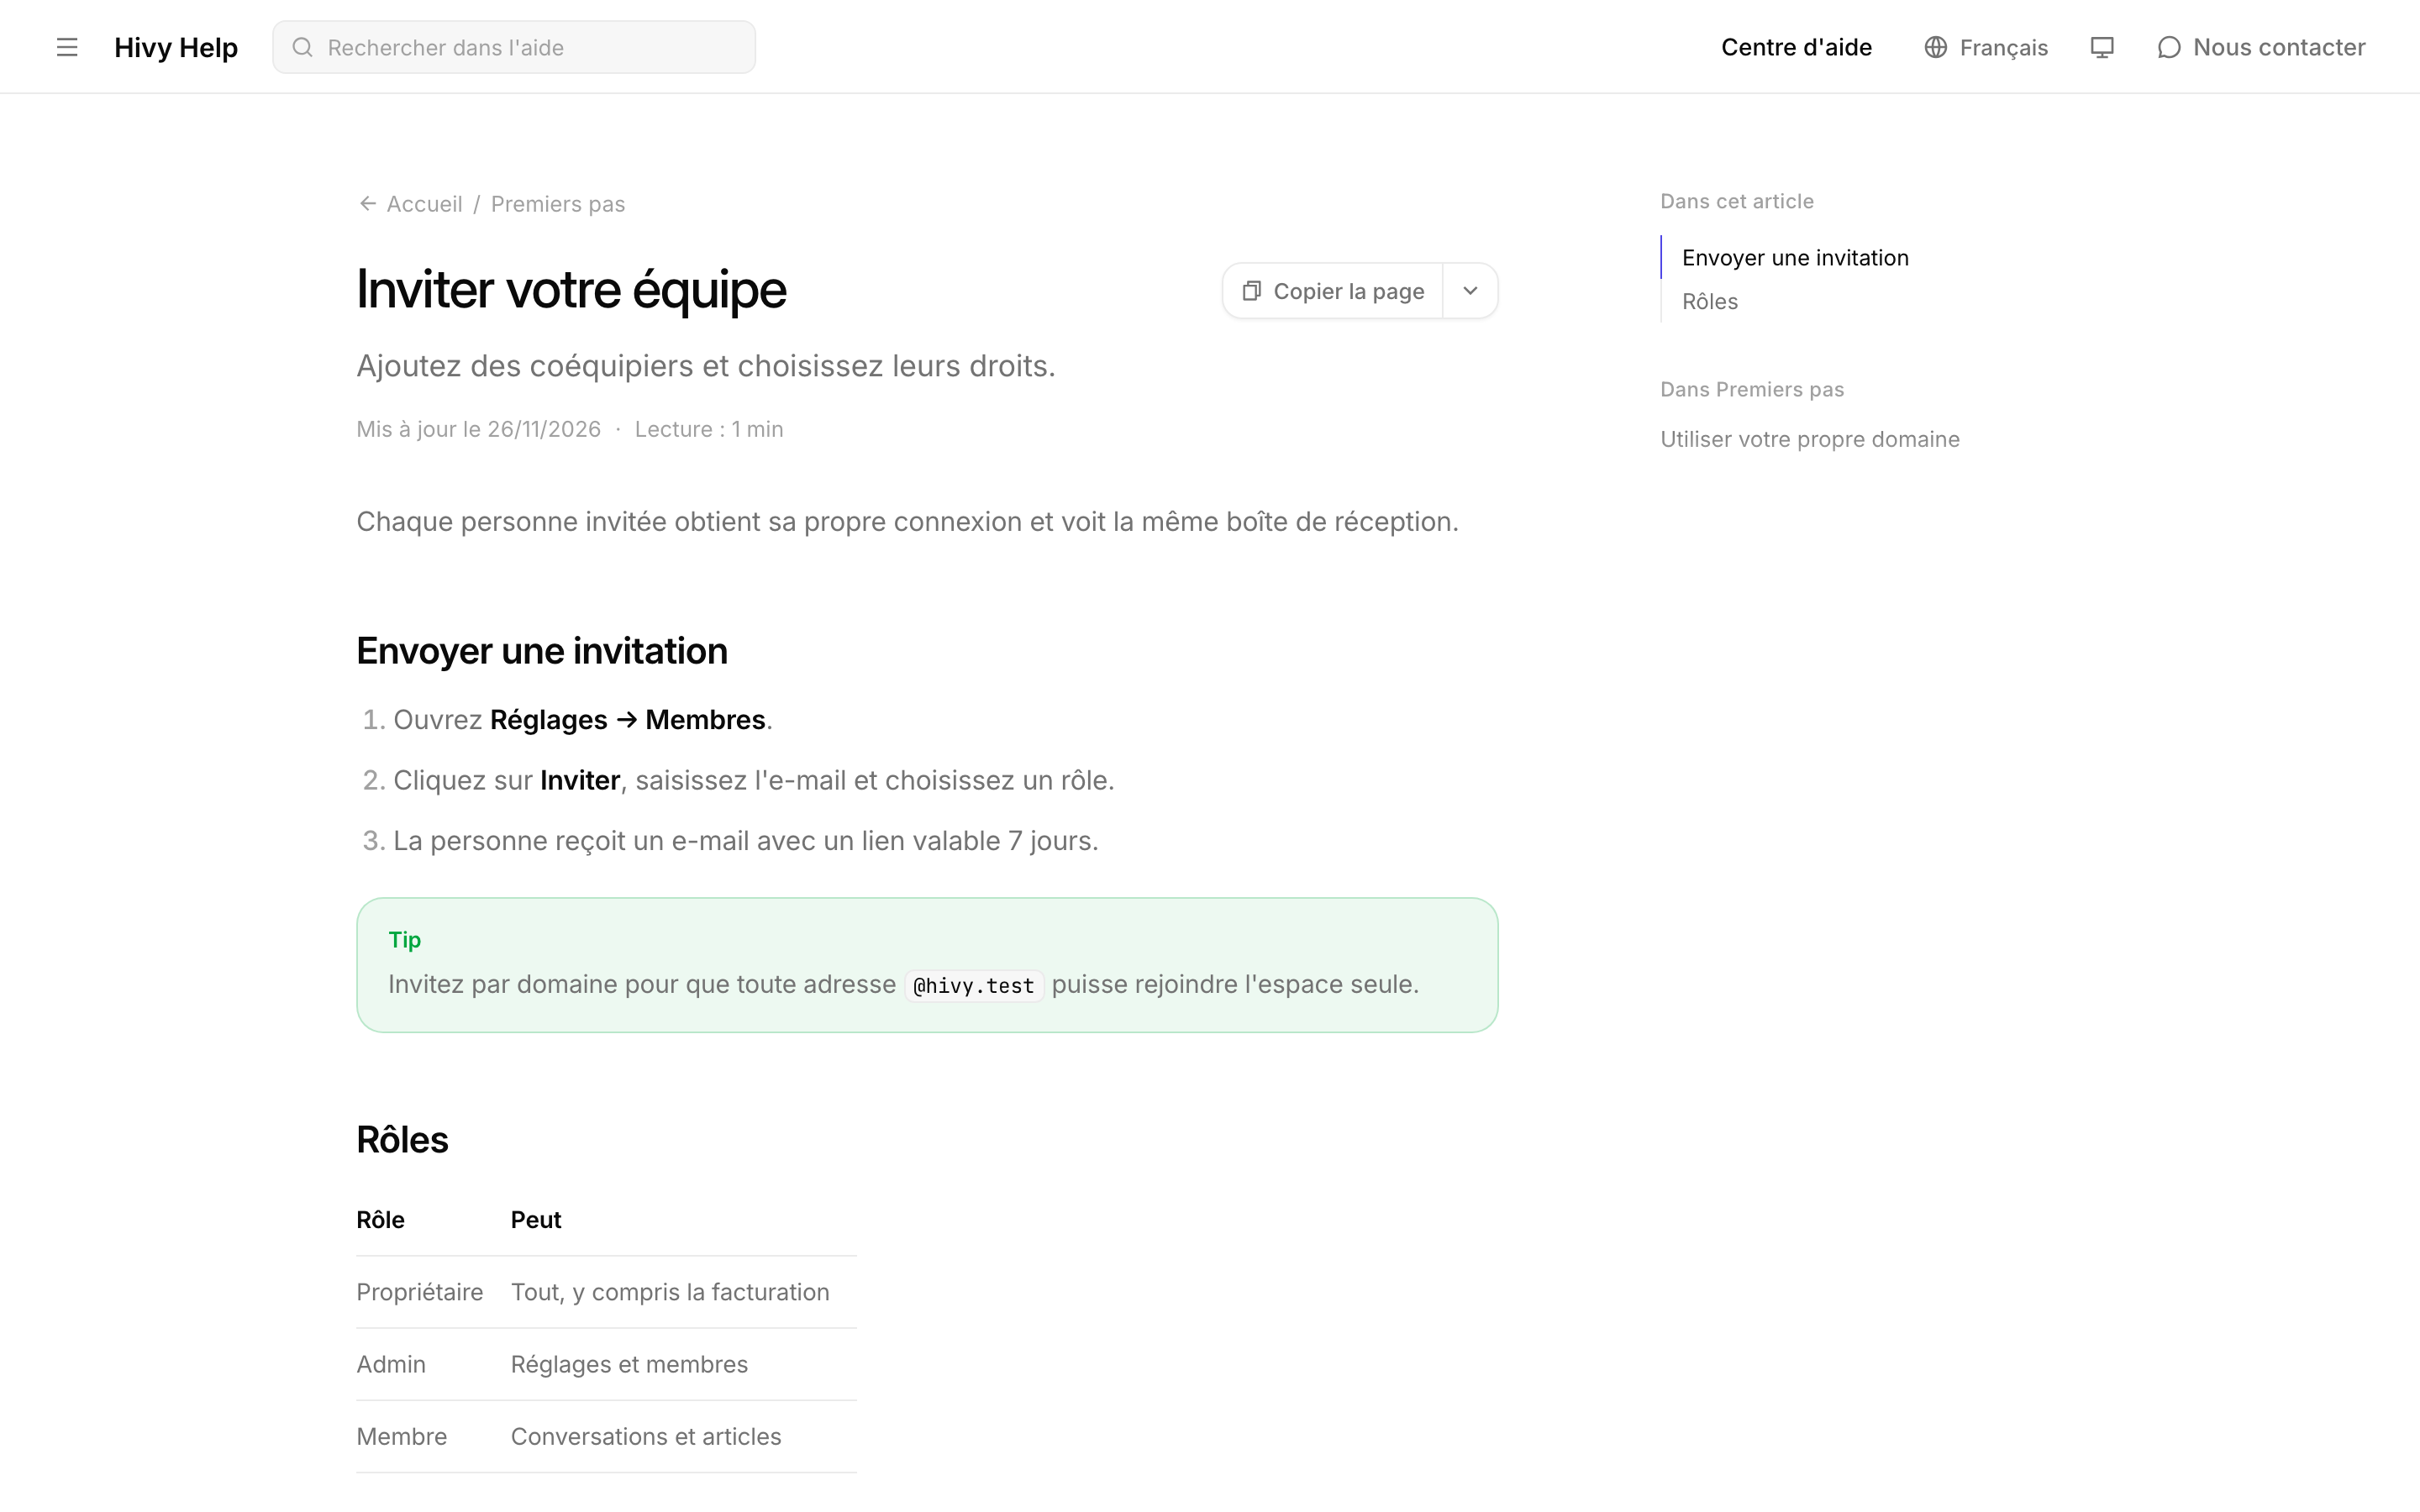 Hivy Help
Rechercher dans l'aide
Centre d'aide
Français
Nous contacter
← Accueil / Premiers pas
Inviter votre équipe
Copier la page
Ajoutez des coéquipiers et choisissez leurs droits.
Mis à jour le 26/11/2026 · Lecture : 1 min
Chaque personne invitée obtient sa propre connexion et voit la même boîte de réception.
Envoyer une invitation
1. Ouvrez Réglages → Membres.
2. Cliquez sur Inviter, saisissez l'e-mail et choisissez un rôle.
3. La personne reçoit un e-mail avec un lien valable 7 jours.
Tip
Invitez par domaine pour que toute adresse @hivy.test puisse rejoindre l'espace seule.
Rôles
Rôle Peut
Propriétaire Tout, y compris la facturation
Admin Réglages et membres
Membre Conversations et articles
Dans cet article
Envoyer une invitation
Rôles
Dans Premiers pas
Utiliser votre propre domaine